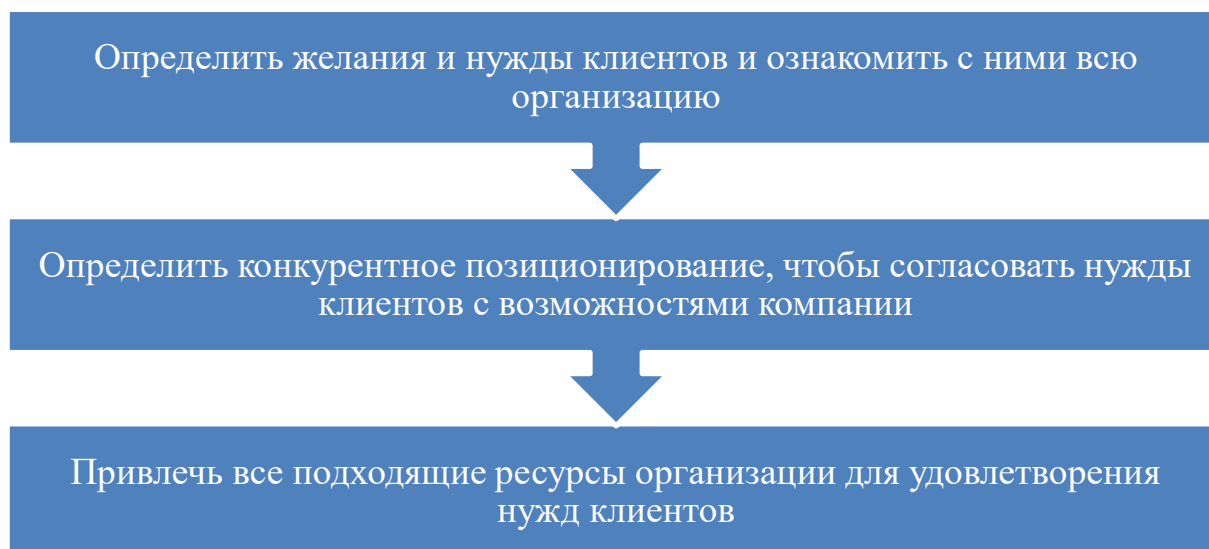 Определить желания и нужды клиентов и ознакомить с ними всю
организацию
Определить конкурентное позиционирование, чтобы согласовать нужды
клиентов с возможностями компании
Привлечь все подходящие ресурсы организации для удовлетворения
нужд клиентов